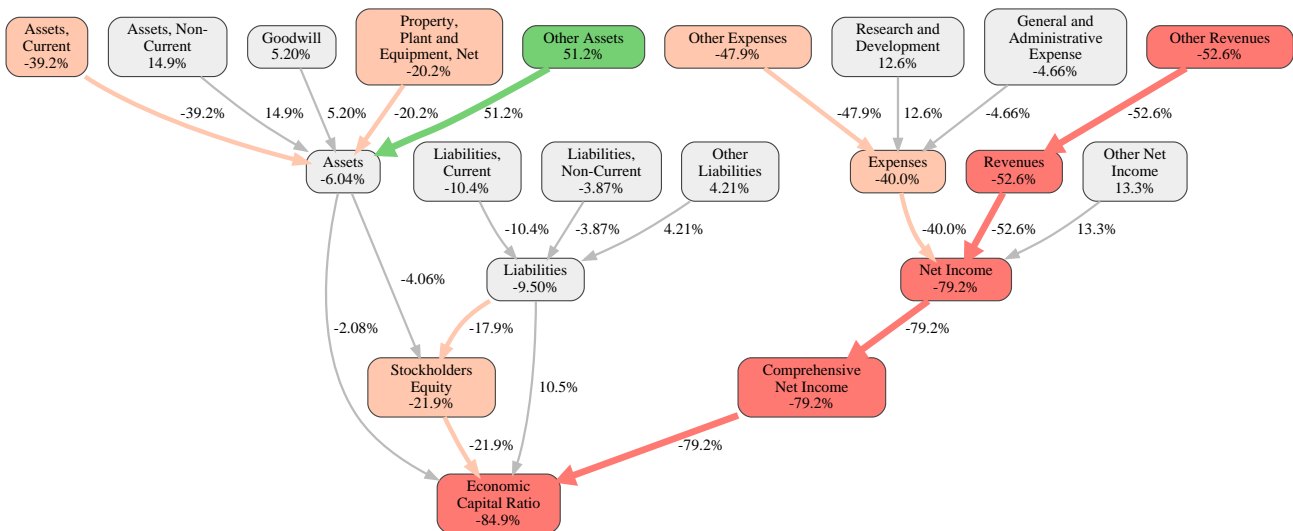 Assets,
Current
-39.2%
Assets, Non-
Current
14.9%
Goodwill
5.20%
Property,
Plant and
Equipment, Net
-20.2%
Other Assets
51.2%
Other Expenses
-47.9%
Research and
Development
12.6%
General and
Administrative
Expense
-4.66%
Other Revenues
-52.6%
-39.2%
14.9%
5.20%
-20.2%
51.2%
-47.9%
12.6%
-4.66%
-52.6%
Assets
-6.04%
Liabilities,
Current
-10.4%
Liabilities,
Non-Current
-3.87%
Other
Liabilities
4.21%
Expenses
-40.0%
Revenues
-52.6%
Other Net
Income
13.3%
-10.4%
-3.87%
4.21%
-40.0%
-52.6%
13.3%
-4.06%
Liabilities
-9.50%
Net Income
-79.2%
-2.08%
-17.9%
-79.2%
Stockholders
Equity
-21.9%
10.5%
Comprehensive
Net Income
-79.2%
-21.9%
-79.2%
Economic
Capital Ratio
-84.9%